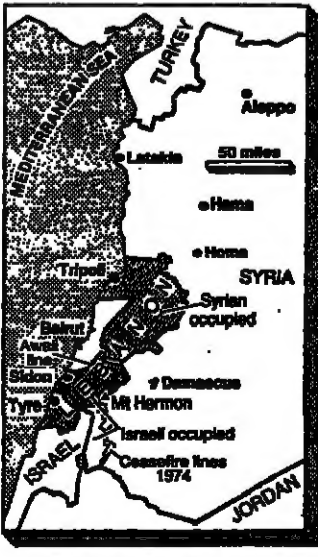 TURKEY
MEDITERRANEAN SEA
Aleppo
Latakia
50 miles
Hama
Homs
Tripoli
SYRIA
LEBANON
Syrian
occupied
Beirut
Awali
line
Sidon
Damascus
Tyre
Mt Hermon
Israeli occupied
ISRAEL
Ceasefire lines
1974
JORDAN